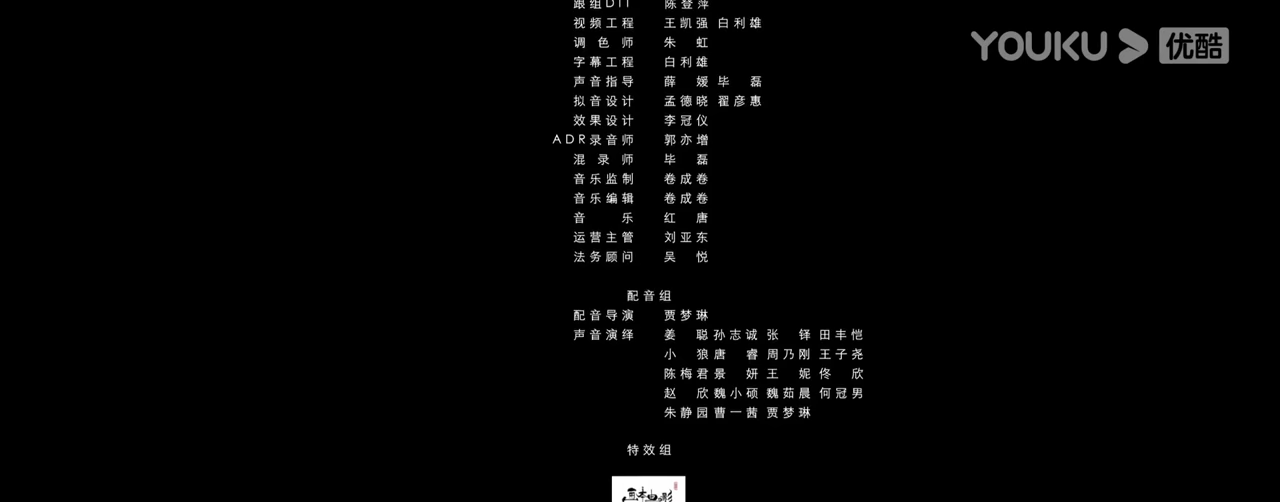 跟组DIT 陈登萍
视频工程 王凯强 白利雄
YOUKU 优酷
调色师 朱虹
字幕工程 白利雄
声音指导 薛媛 毕磊
拟音设计 孟德晓 翟彦惠
效果设计 李冠仪
ADR录音师 郭亦增
混录师 毕磊
音乐监制 卷成卷
音乐编辑 卷成卷
音乐 红唐
运营主管 刘亚东
法务顾问 吴悦
配音组
配音导演 贾梦琳
声音演绎 姜聪 孙志诚 张铎 田丰恺
小狼 唐睿 周乃刚 王子尧
陈梅君 景妍 王妮 佟欣
赵欣 魏小硕 魏茹晨 何冠男
朱静园 曹一茜 贾梦琳
特效组
画本电影